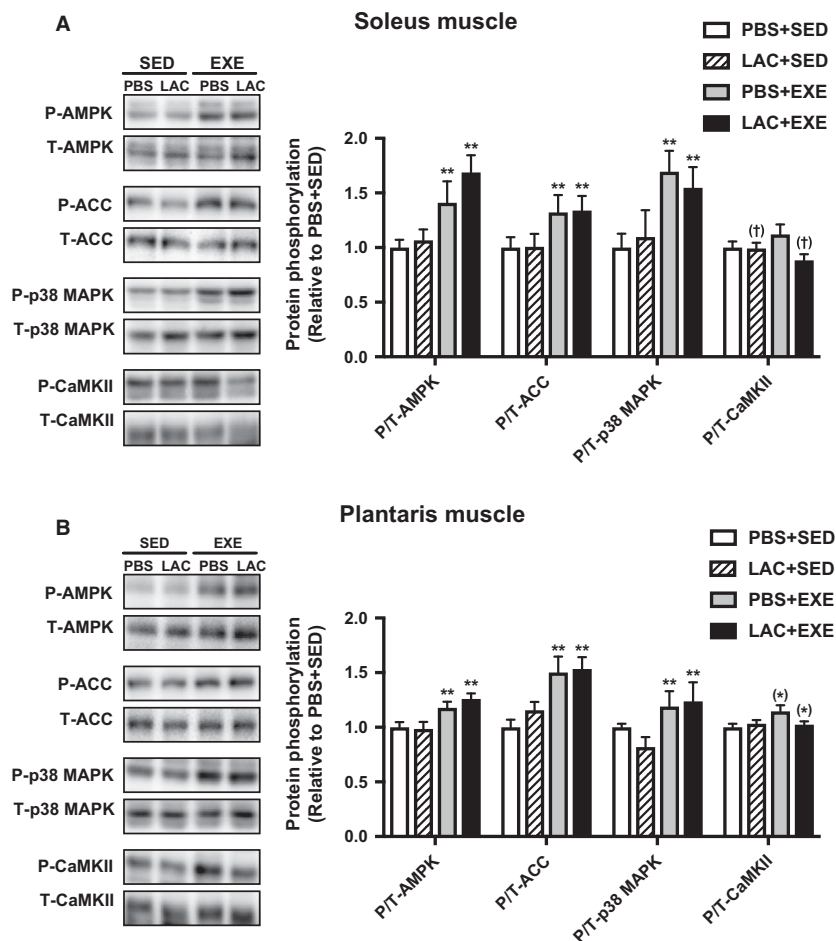 A
Soleus muscle
SED EXE
PBS LAC PBS LAC
P-AMPK
T-AMPK
P-ACC
T-ACC
P-p38 MAPK
T-p38 MAPK
P-CaMKII
T-CaMKII
PBS+SED
LAC+SED
PBS+EXE
LAC+EXE
Protein phosphorylation
(Relative to PBS+SED)
2.0
1.5
1.0
0.5
0.0
** ** ** ** ** ** (†) (†)
P/T-AMPK
P/T-ACC
P/T-p38 MAPK
P/T-CaMKII
B
Plantaris muscle
SED EXE
PBS LAC PBS LAC
P-AMPK
T-AMPK
P-ACC
T-ACC
P-p38 MAPK
T-p38 MAPK
P-CaMKII
T-CaMKII
PBS+SED
LAC+SED
PBS+EXE
LAC+EXE
Protein phosphorylation
(Relative to PBS+SED)
2.0
1.5
1.0
0.5
0.0
** ** ** ** ** ** (*) (*)
P/T-AMPK
P/T-ACC
P/T-p38 MAPK
P/T-CaMKII